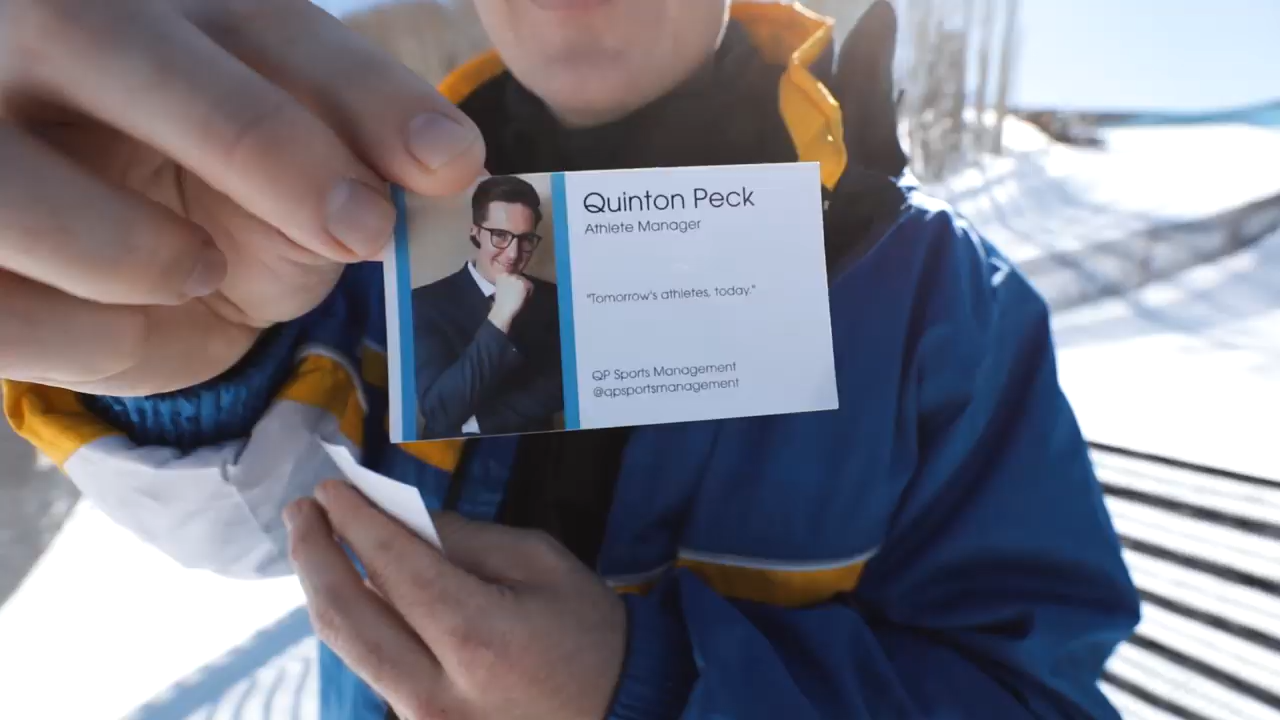 Quinton Peck
Athlete Manager
"Tomorrow's athletes, today."
QP Sports Management
@qpsportsmanagement